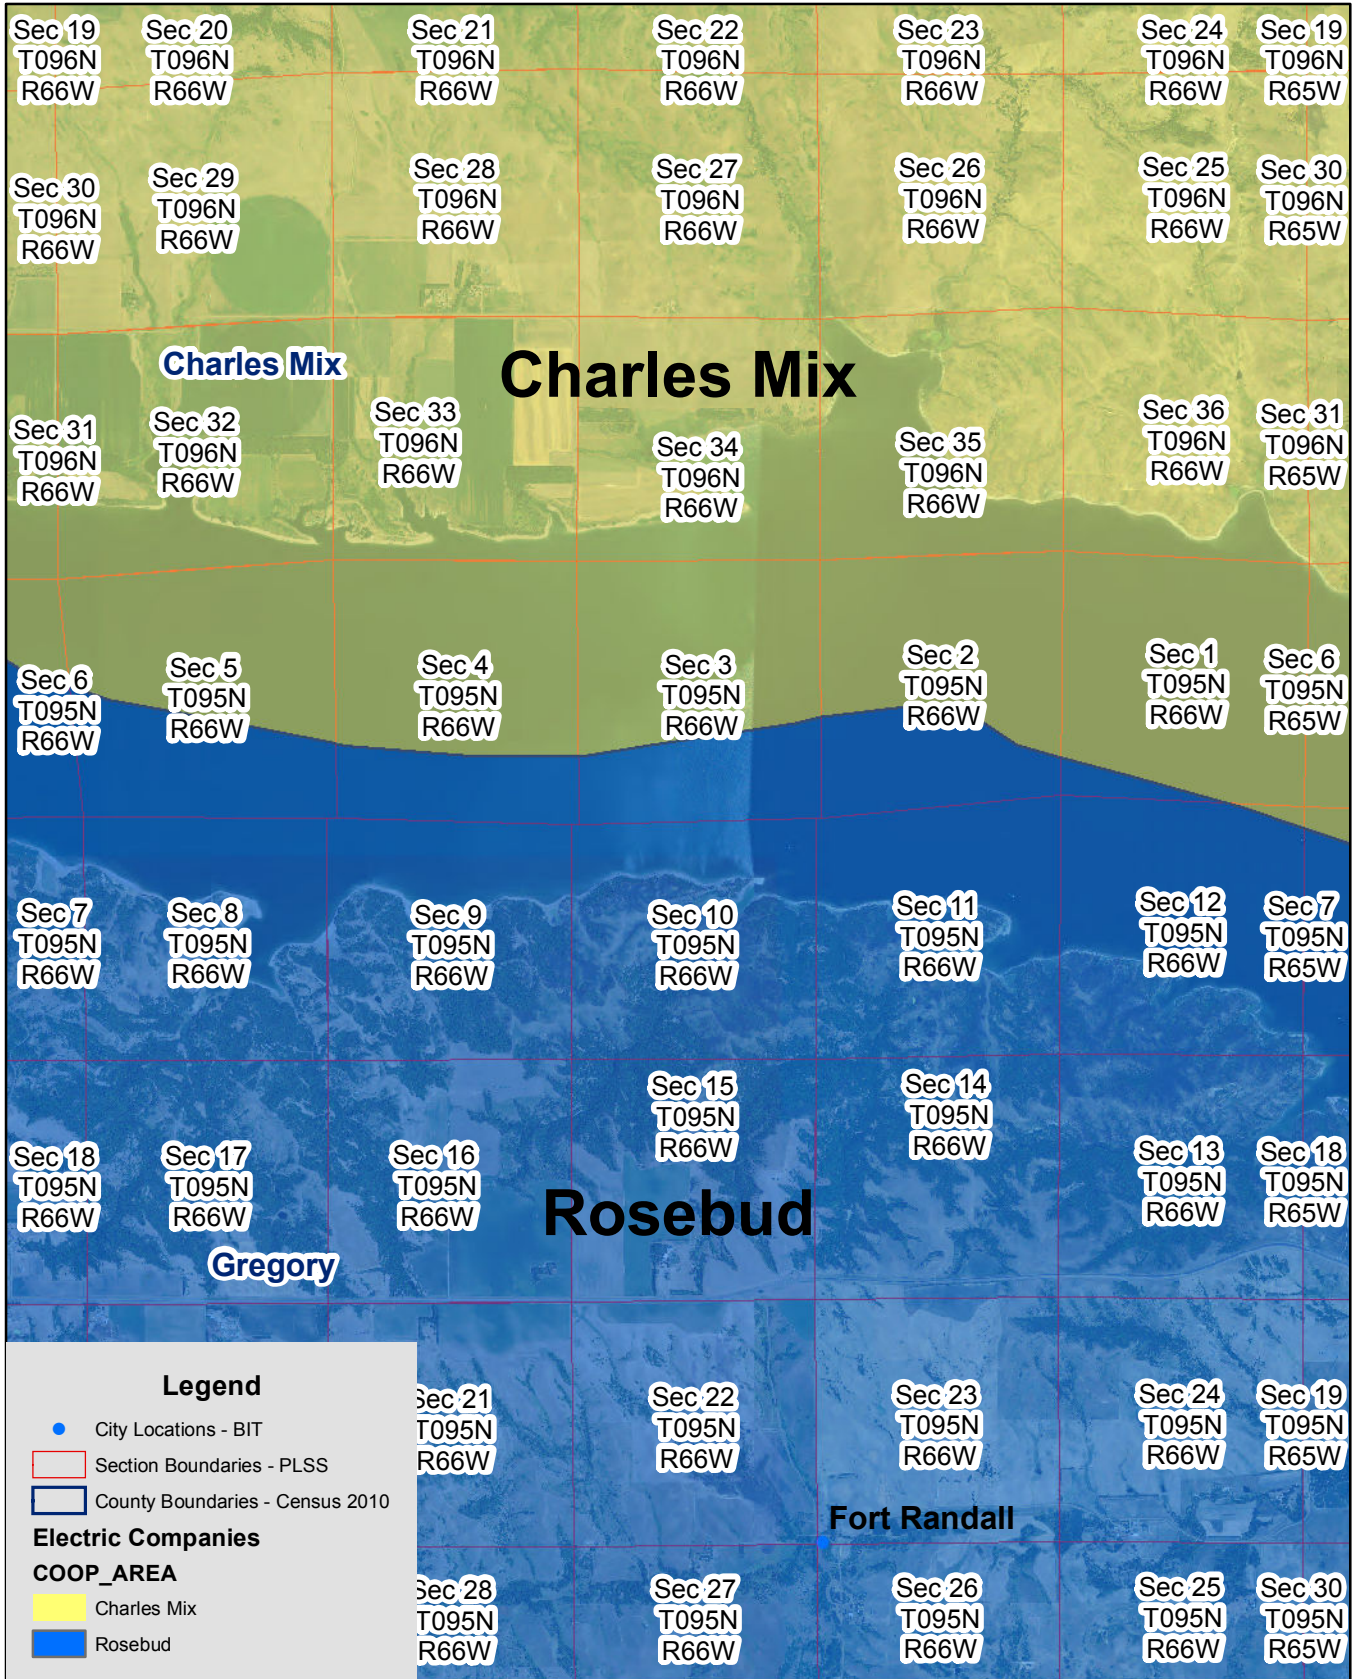 Sec 19
T096N
R66W
Sec 20
T096N
R66W
Sec 21
T096N
R66W
Sec 22
T096N
R66W
Sec 23
T096N
R66W
Sec 24
T096N
R66W
Sec 19
T096N
R65W
Sec 30
T096N
R66W
Sec 29
T096N
R66W
Sec 28
T096N
R66W
Sec 27
T096N
R66W
Sec 26
T096N
R66W
Sec 25
T096N
R66W
Sec 30
T096N
R65W
Charles Mix
Charles Mix
Sec 31
T096N
R66W
Sec 32
T096N
R66W
Sec 33
T096N
R66W
Sec 34
T096N
R66W
Sec 35
T096N
R66W
Sec 36
T096N
R66W
Sec 31
T096N
R65W
Sec 6
T095N
R66W
Sec 5
T095N
R66W
Sec 4
T095N
R66W
Sec 3
T095N
R66W
Sec 2
T095N
R66W
Sec 1
T095N
R66W
Sec 6
T095N
R65W
Sec 7
T095N
R66W
Sec 8
T095N
R66W
Sec 9
T095N
R66W
Sec 10
T095N
R66W
Sec 11
T095N
R66W
Sec 12
T095N
R66W
Sec 7
T095N
R65W
Sec 18
T095N
R66W
Sec 17
T095N
R66W
Sec 16
T095N
R66W
Sec 15
T095N
R66W
Sec 14
T095N
R66W
Sec 13
T095N
R66W
Sec 18
T095N
R65W
Rosebud
Gregory
Sec 21
T095N
R66W
Sec 22
T095N
R66W
Sec 23
T095N
R66W
Sec 24
T095N
R66W
Sec 19
T095N
R65W
Fort Randall
Sec 28
T095N
R66W
Sec 27
T095N
R66W
Sec 26
T095N
R66W
Sec 25
T095N
R66W
Sec 30
T095N
R65W
Legend
City Locations - BIT
Section Boundaries - PLSS
County Boundaries - Census 2010
Electric Companies
COOP_AREA
Charles Mix
Rosebud